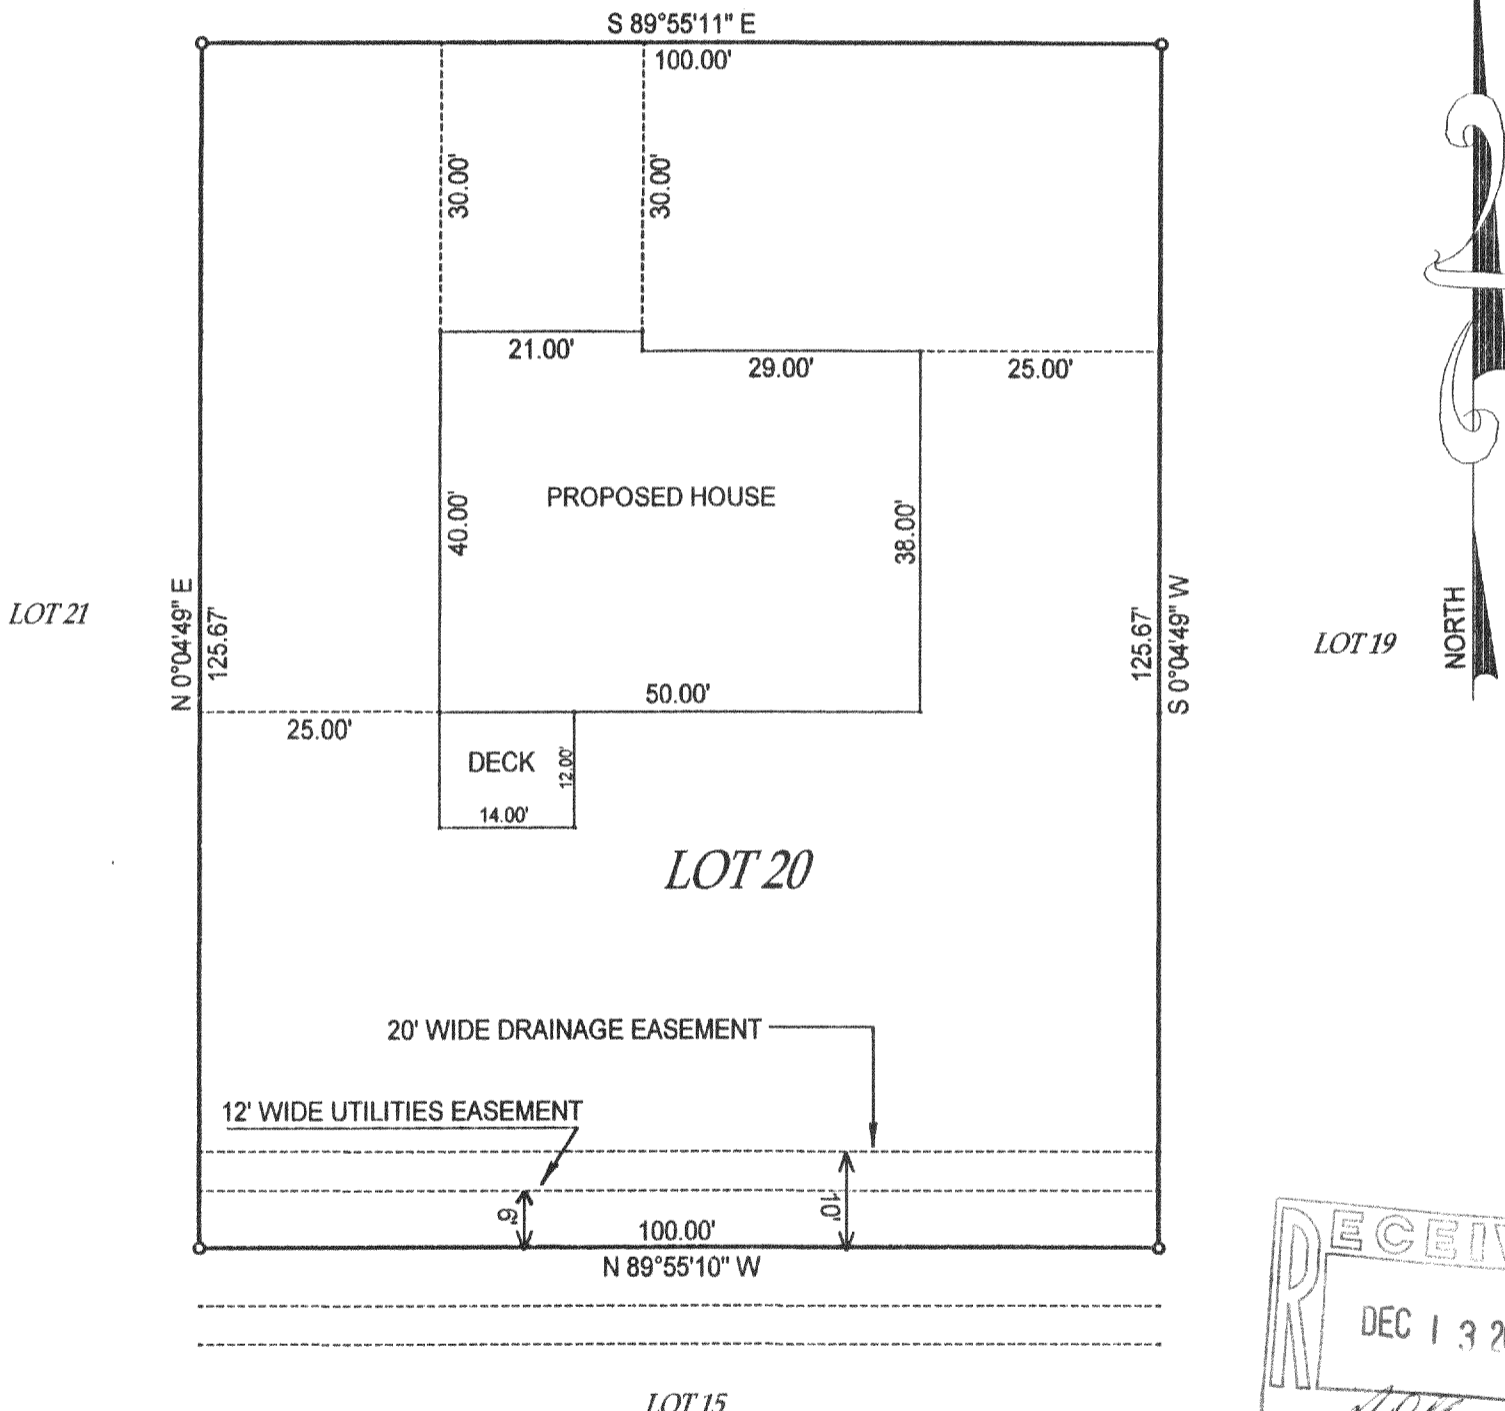 S 89°55'11" E
100.00'
30.00'
30.00'
21.00'
29.00'
25.00'
PROPOSED HOUSE
40.00'
38.00'
LOT 21
N 0°04'49" E
125.67'
125.67'
S 0°04'49" W
LOT 19
NORTH
50.00'
25.00'
DECK
12.00'
14.00'
LOT 20
20' WIDE DRAINAGE EASEMENT
12' WIDE UTILITIES EASEMENT
6'
10'
100.00'
N 89°55'10" W
RECEIV
DEC 13 20
LOT 15